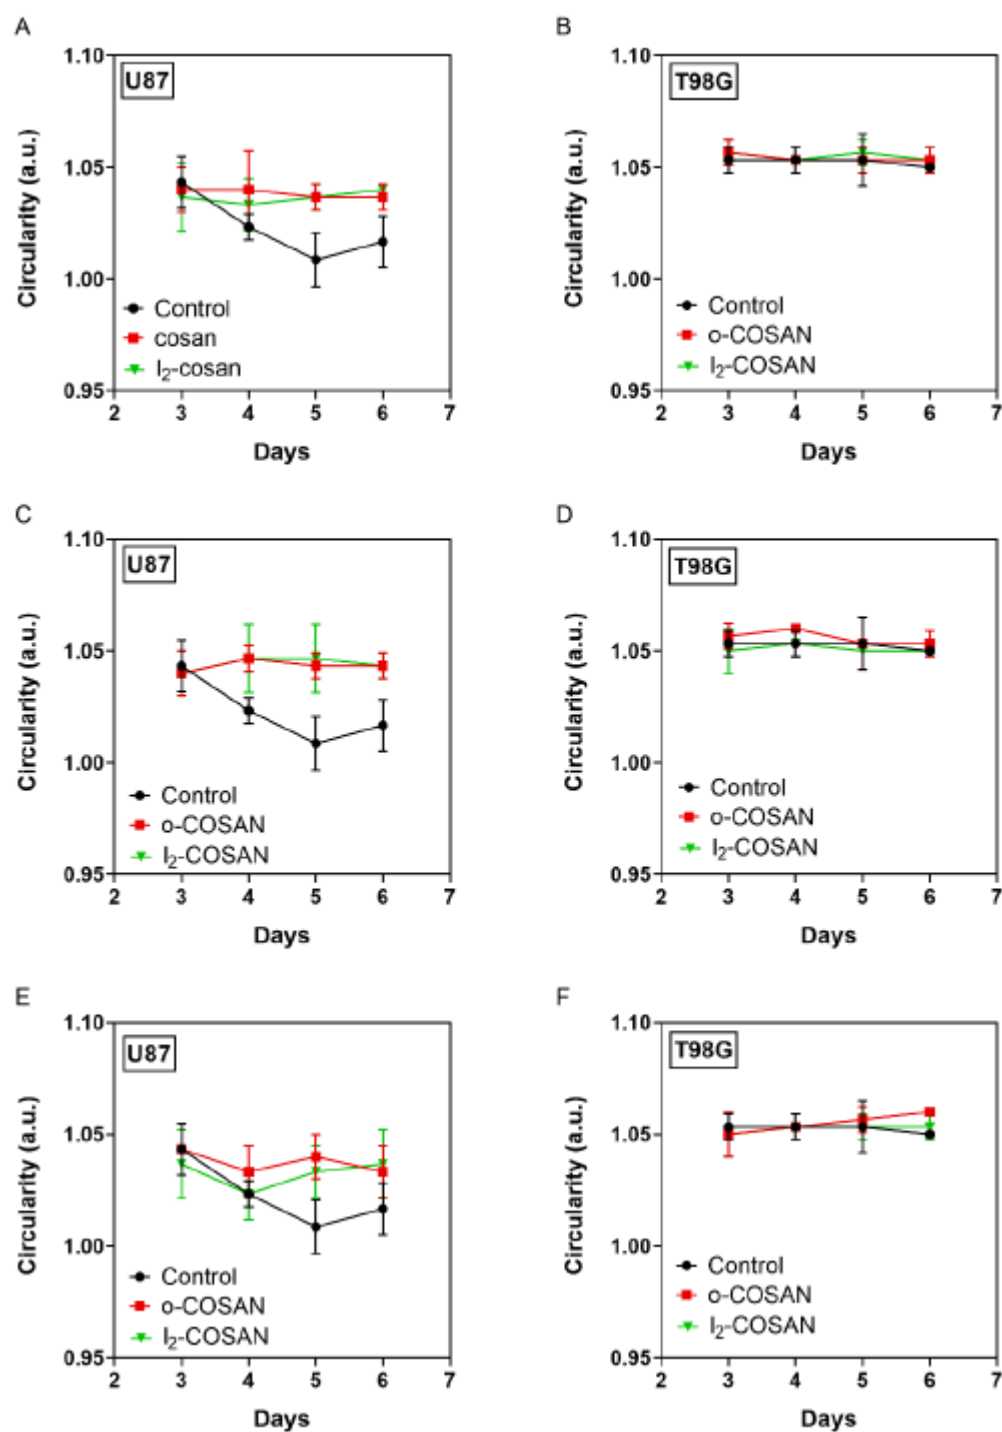 A
U87
1.10
1.05
1.00
0.95
Circularity (a.u.)
Control
cosan
I₂-cosan
2 3 4 5 6 7
Days
B
T98G
1.10
1.05
1.00
0.95
Circularity (a.u.)
Control
o-COSAN
I₂-COSAN
2 3 4 5 6 7
Days
C
U87
1.10
1.05
1.00
0.95
Circularity (a.u.)
Control
o-COSAN
I₂-COSAN
2 3 4 5 6 7
Days
D
T98G
1.10
1.05
1.00
0.95
Circularity (a.u.)
Control
o-COSAN
I₂-COSAN
2 3 4 5 6 7
Days
E
U87
1.10
1.05
1.00
0.95
Circularity (a.u.)
Control
o-COSAN
I₂-COSAN
2 3 4 5 6 7
Days
F
T98G
1.10
1.05
1.00
0.95
Circularity (a.u.)
Control
o-COSAN
I₂-COSAN
2 3 4 5 6 7
Days